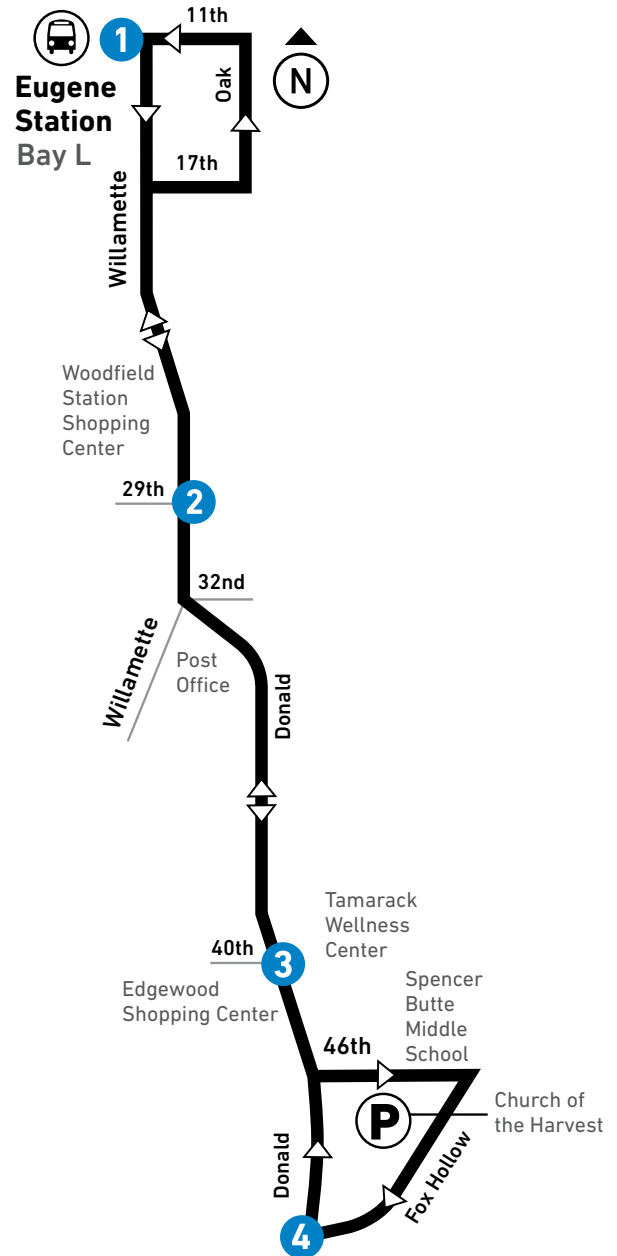 11th
1
Eugene
Station
Bay L
Oak
N
17th
Willamette
Woodfield
Station
Shopping
Center
29th
2
32nd
Willamette
Post
Office
Donald
Tamarack
Wellness
Center
40th
3
Edgewood
Shopping Center
Spencer
Butte
Middle
School
46th
P
Church of
the Harvest
Donald
Fox Hollow
4